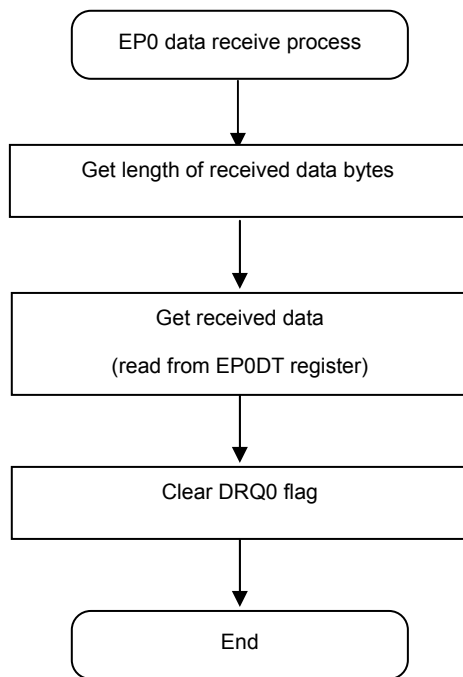 EP0 data receive process
Get length of received data bytes
Get received data
(read from EP0DT register)
Clear DRQ0 flag
End